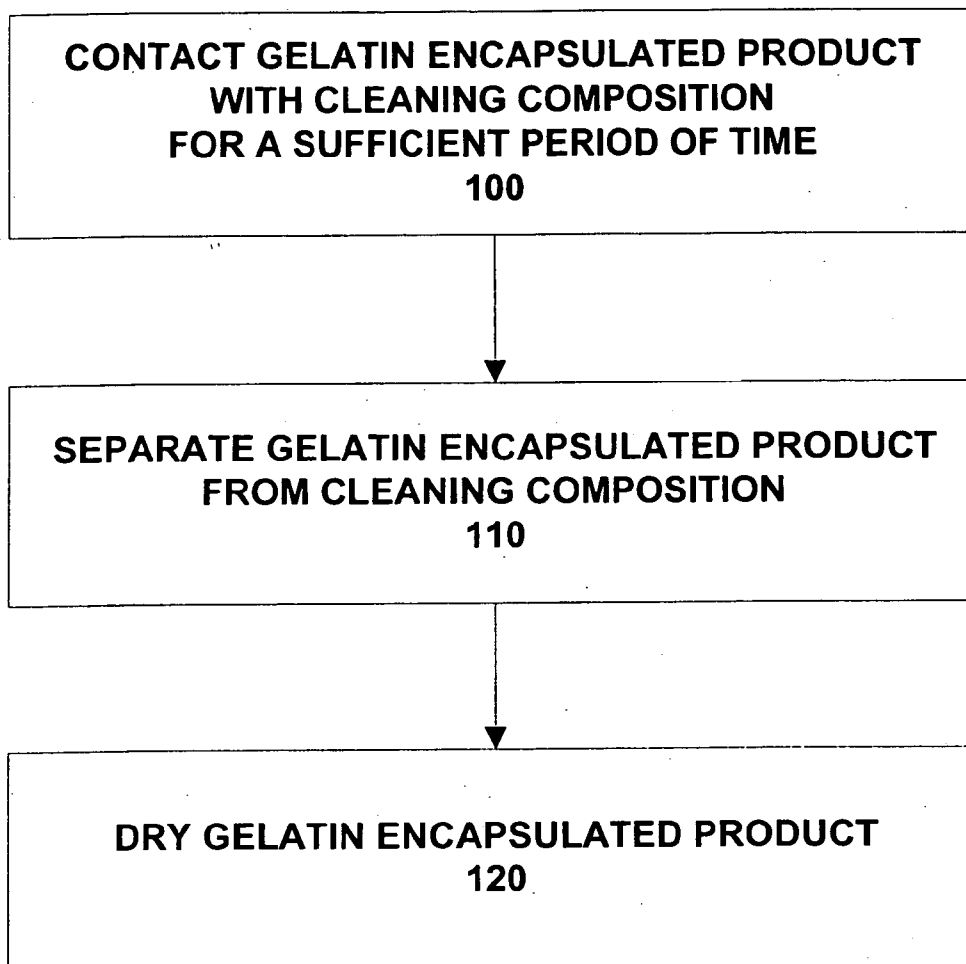 CONTACT GELATIN ENCAPSULATED PRODUCT
WITH CLEANING COMPOSITION
FOR A SUFFICIENT PERIOD OF TIME
100
SEPARATE GELATIN ENCAPSULATED PRODUCT
FROM CLEANING COMPOSITION
110
DRY GELATIN ENCAPSULATED PRODUCT
120